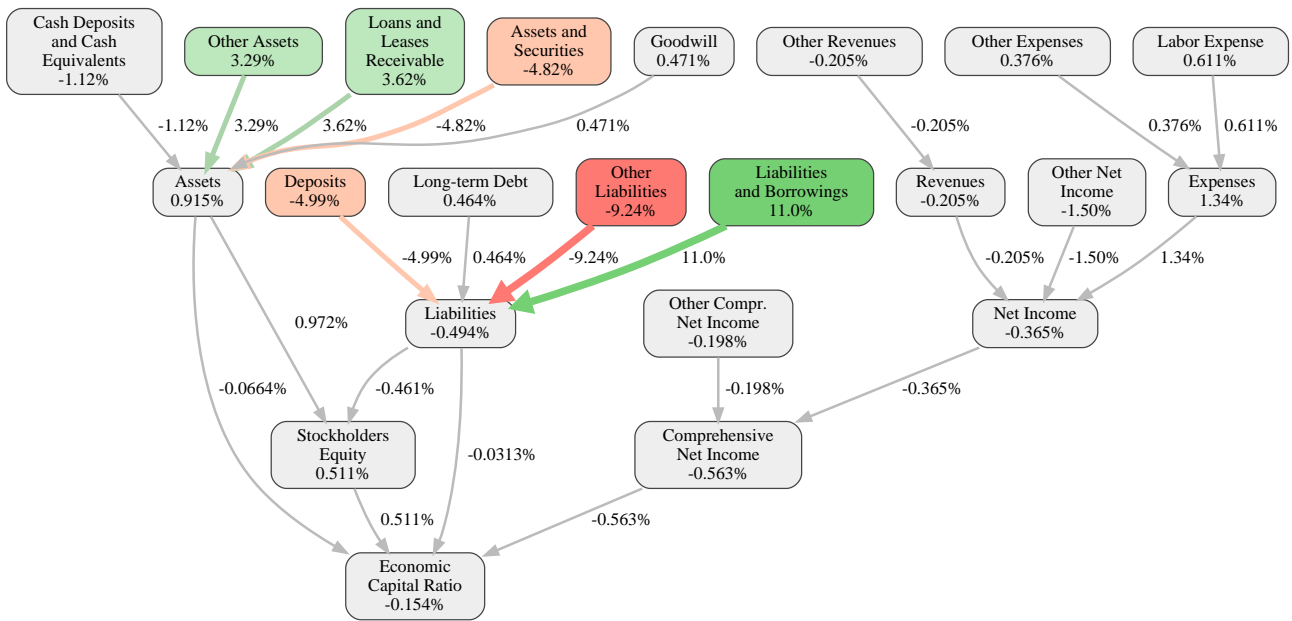 Cash Deposits
and Cash
Equivalents
-1.12%
Other Assets
3.29%
Loans and
Leases
Receivable
3.62%
Assets and
Securities
-4.82%
Goodwill
0.471%
Other Revenues
-0.205%
Other Expenses
0.376%
Labor Expense
0.611%
-1.12%
3.29%
3.62%
-4.82%
0.471%
-0.205%
0.376%
0.611%
Assets
0.915%
Deposits
-4.99%
Long-term Debt
0.464%
Other
Liabilities
-9.24%
Liabilities
and Borrowings
11.0%
Revenues
-0.205%
Other Net
Income
-1.50%
Expenses
1.34%
-4.99%
0.464%
-9.24%
11.0%
-0.205%
-1.50%
1.34%
0.972%
Liabilities
-0.494%
Other Compr.
Net Income
-0.198%
Net Income
-0.365%
-0.0664%
-0.461%
-0.198%
-0.365%
Stockholders
Equity
0.511%
-0.0313%
Comprehensive
Net Income
-0.563%
0.511%
-0.563%
Economic
Capital Ratio
-0.154%